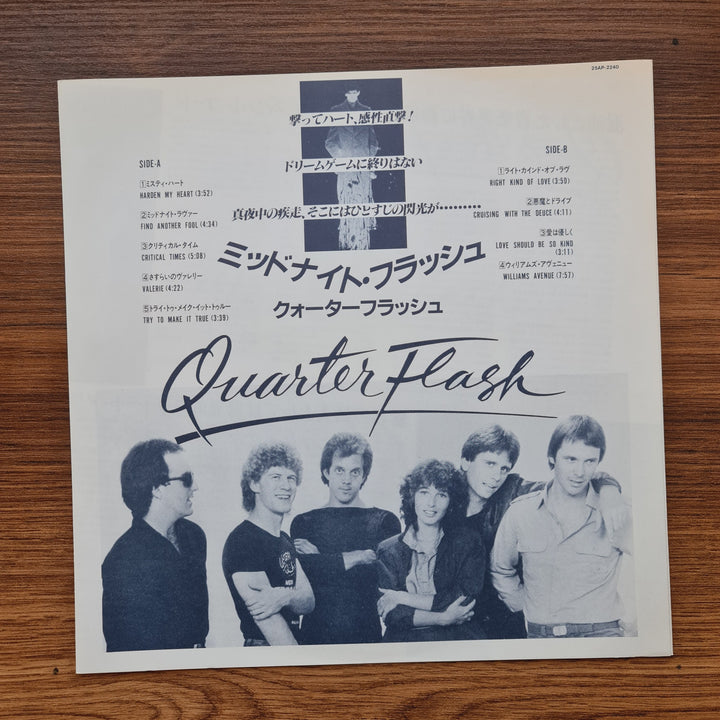 25AP-2240
撃ってハート、感性直撃!
ドリームゲームに終りはない
真夜中の疾走、そこにはひとすじの閃光が………
SIDE-A
1ミスティ・ハート
HARDEN MY HEART (3:52)
2ミッドナイト・ラヴァー
FIND ANOTHER FOOL (4:34)
3クリティカル・タイム
CRITICAL TIMES (5:08)
4さすらいのヴァレリー
VALERIE (4:22)
5トライ・トゥ・メイク・イット・トゥルー
TRY TO MAKE IT TRUE (3:39)
SIDE-B
1ライト・カインド・オブ・ラヴ
RIGHT KIND OF LOVE (3:50)
2悪魔とドライブ
CRUISING WITH THE DEUCE (4:11)
3愛は優しく
LOVE SHOULD BE SO KIND
(3:11)
4ウィリアムズ・アヴェニュー
WILLIAMS AVENUE (7:57)
ミッドナイト・フラッシュ
クォーターフラッシュ
Quarter Flash